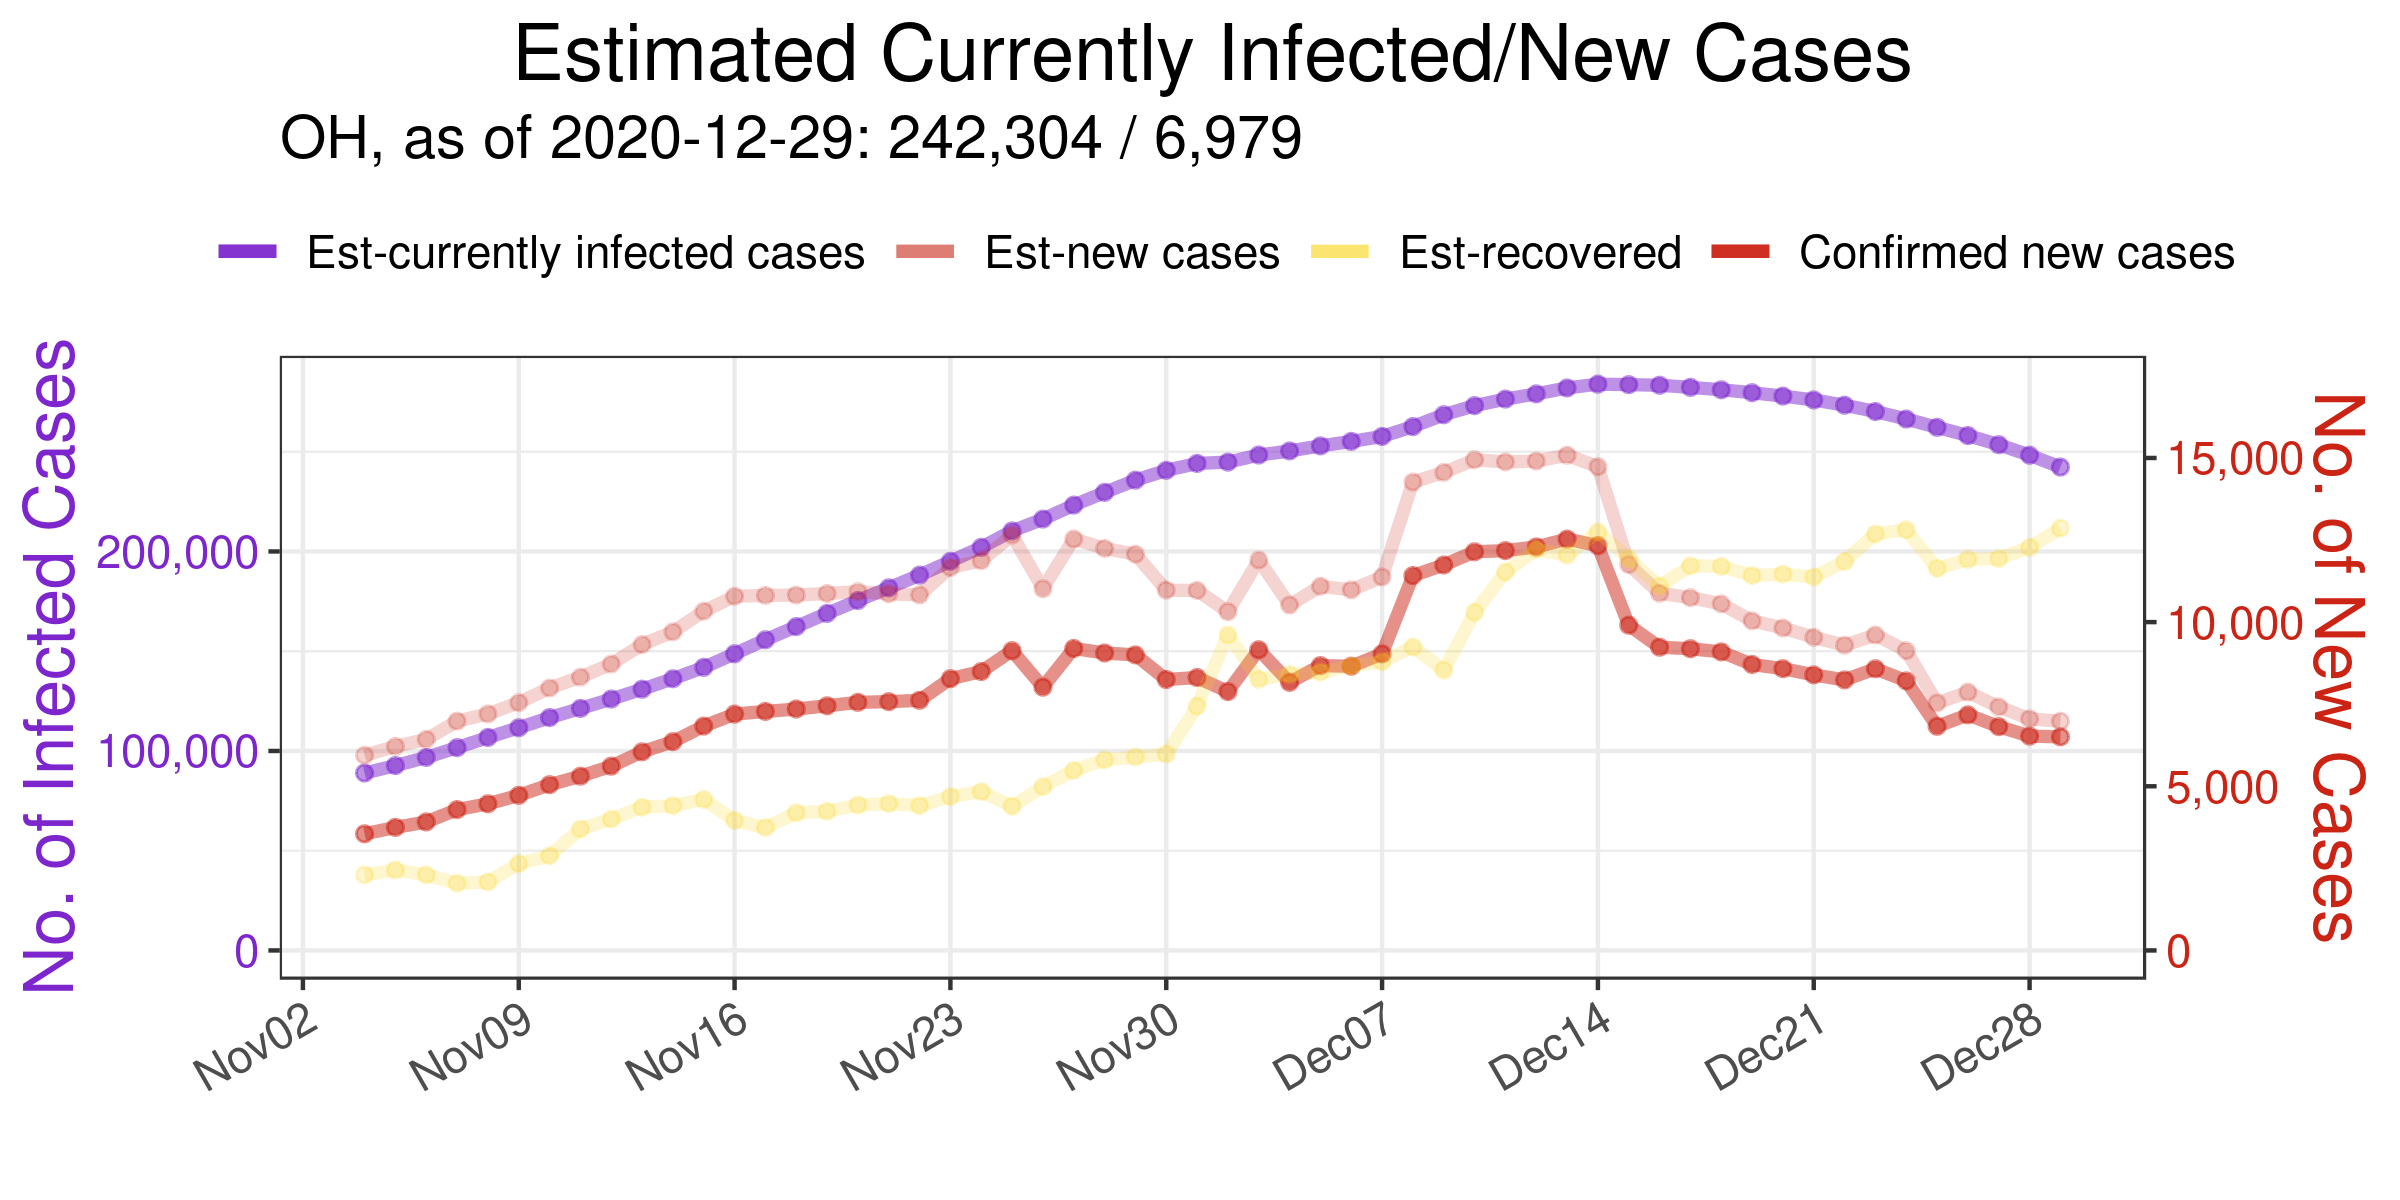 Estimated Currently Infected/New Cases
OH, as of 2020-12-29: 242,304 / 6,979
Est-currently infected cases Est-new cases Est-recovered Confirmed new cases
No. of Infected Cases
200,000
100,000
0
15,000
10,000
5,000
0
No. of New Cases
Nov02 Nov09 Nov16 Nov23 Nov30 Dec07 Dec14 Dec21 Dec28